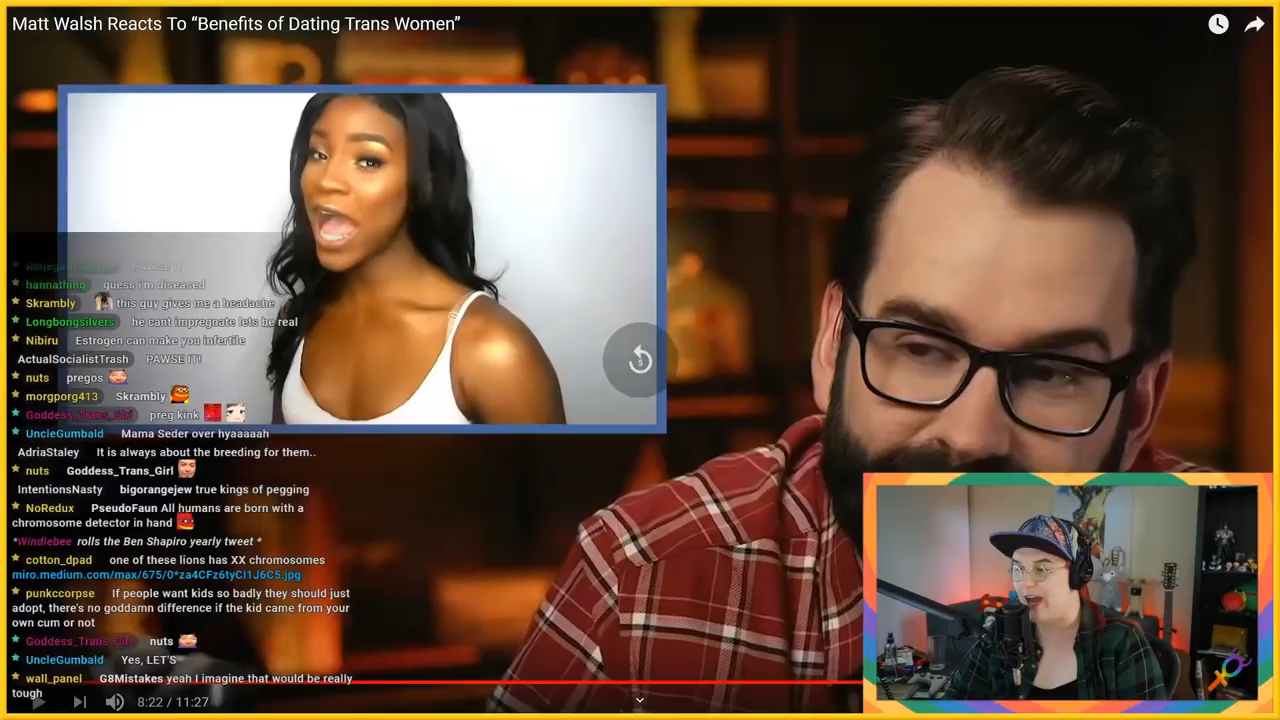 Matt Walsh Reacts To “Benefits of Dating Trans Women”
PAWSE IT
hannathing guess i'm diseased
Skrambly this guy gives me a headache
Longbongsilvers he cant impregnate lets be real
Nibiru Estrogen can make you infertile
ActualSocialistTrash PAWSE IT!
nuts pregos
morgporg413 Skrambly
Goddess_Trans_Girl preg kink
UncleGumbald Mama Seder over hyaaaaah
AdriaStaley It is always about the breeding for them..
nuts Goddess_Trans_Girl
IntentionsNasty bigorangejew true kings of pegging
NoRedux PseudoFaun All humans are born with a
chromosome detector in hand
*Windlebee rolls the Ben Shapiro yearly tweet *
cotton_dpad one of these lions has XX chromosomes
miro.medium.com/max/675/0*za4CFz6tyCI1J6C5.jpg
punkccorpse If people want kids so badly they should just
adopt, there's no goddamn difference if the kid came from your
own cum or not
Goddess_Trans_Girl nuts
UncleGumbald Yes, LET'S
wall_panel G8Mistakes yeah I imagine that would be really
tough
5
8:22 / 11:27